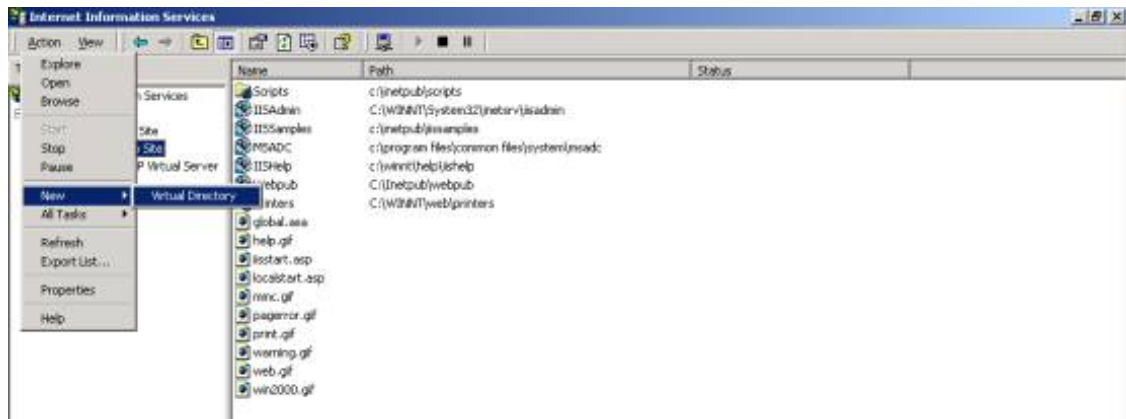 Internet Information Services
Action View
Explore
Open
Browse
Start
Stop
Pause
New
All Tasks
Refresh
Export List...
Properties
Help
Virtual Directory
Services
Site
Site
P Virtual Server
Name Path Status
Scripts c:\inetpub\scripts
IISAdmin C:\WINNT\System32\inetsrv\iisadmin
IISSamples c:\inetpub\iissamples
MSADC c:\program files\common files\system\msadc
IISHelp c:\winnt\help\iishelp
Webpub C:\Inetpub\webpub
C:\WINNT\web\printers
global.asa
help.gif
iisstart.asp
localstart.asp
mmc.gif
pagerror.gif
print.gif
warning.gif
web.gif
win2000.gif